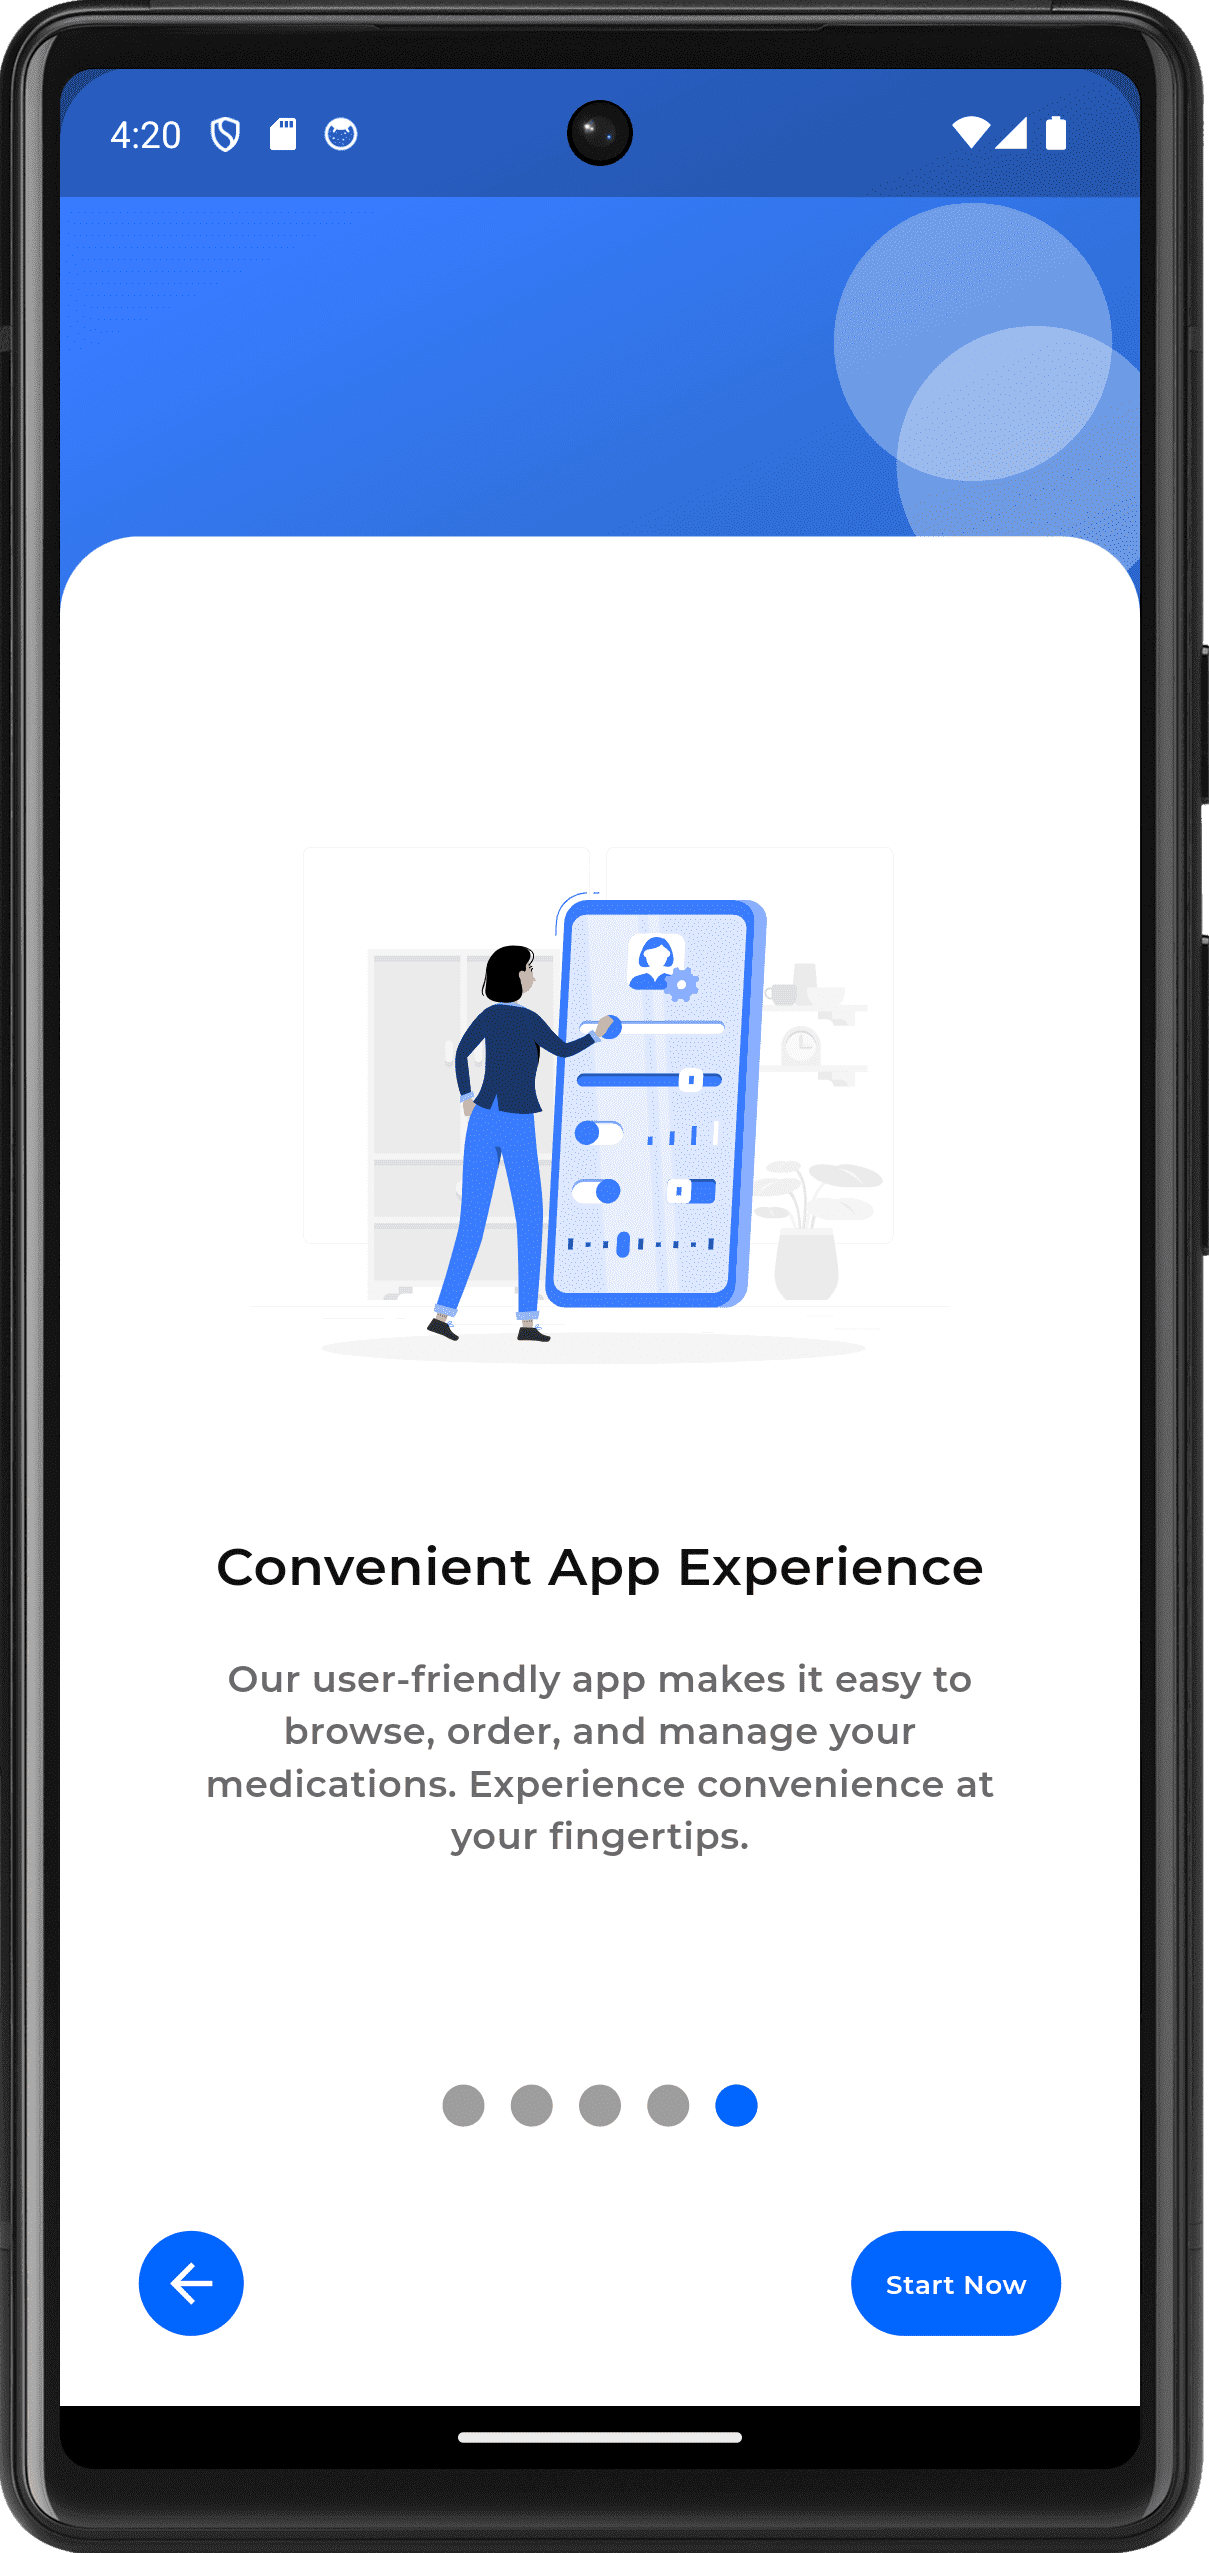 4:20
Convenient App Experience
Our user-friendly app makes it easy to
browse, order, and manage your
medications. Experience convenience at
your fingertips.
Start Now